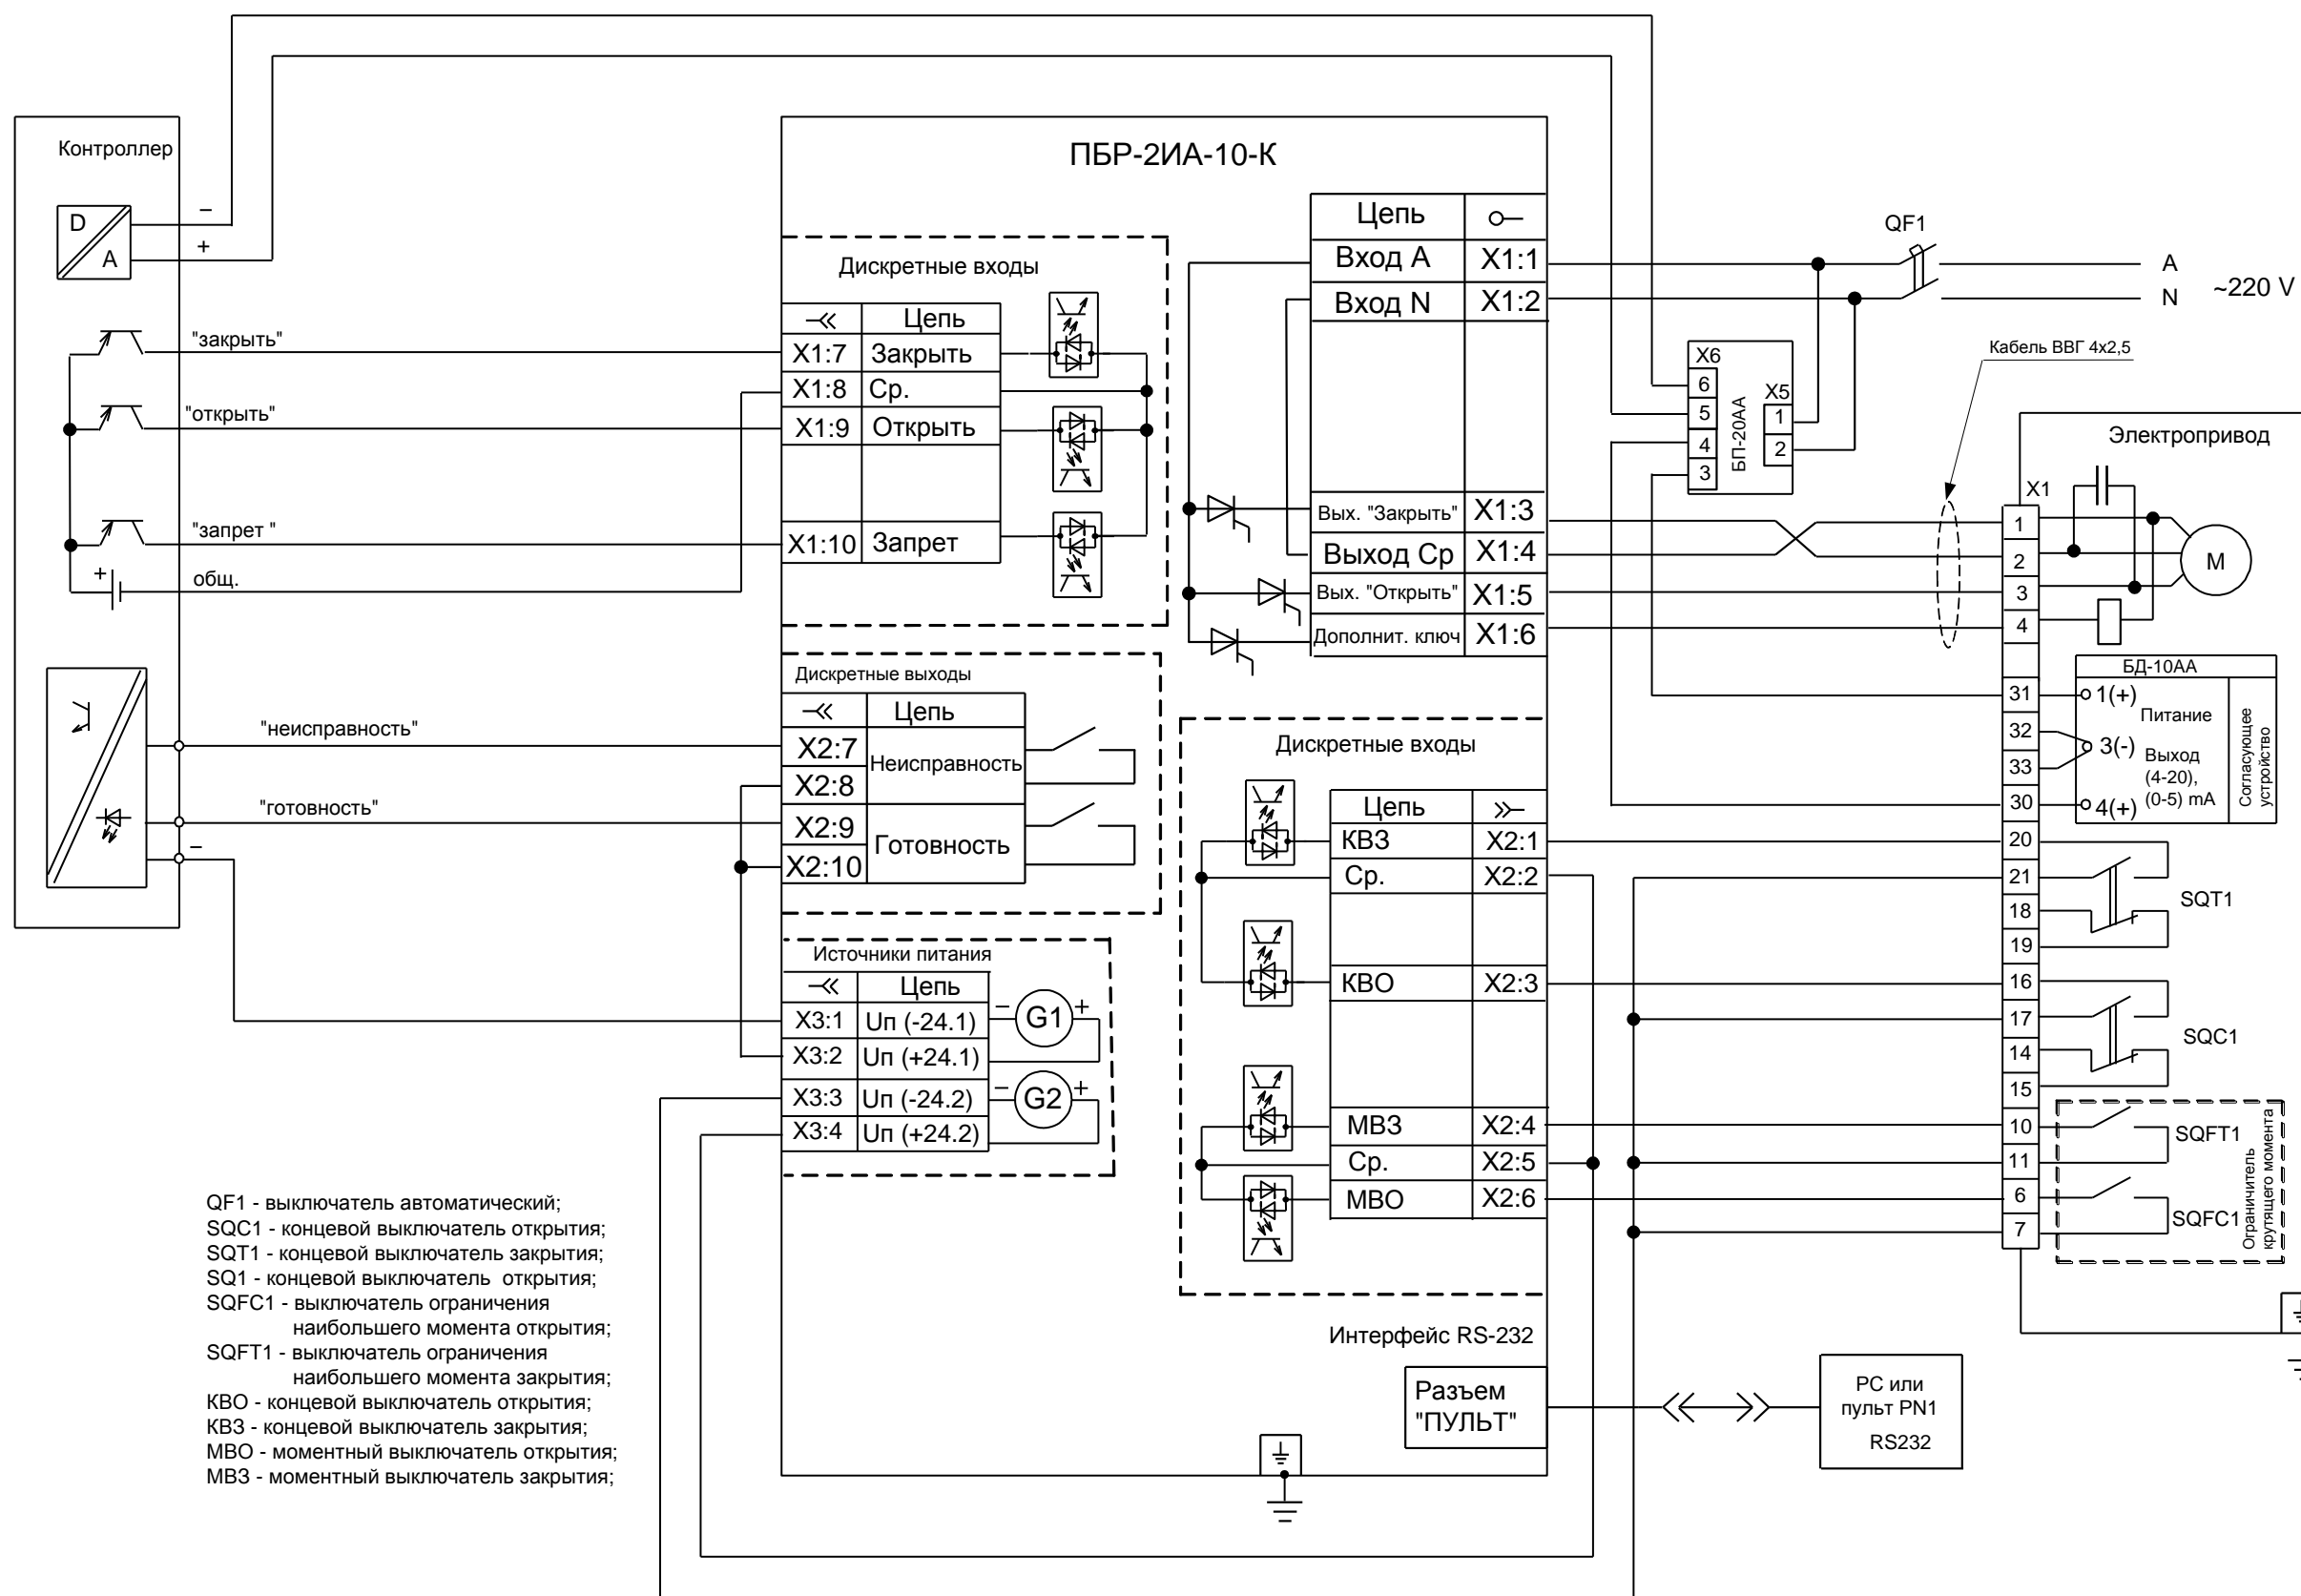 Контроллер
D
A
–
+
"закрыть"
"открыть"
"запрет "
+
общ.
"неисправность"
"готовность"
–
ПБР-2ИА-10-К
Дискретные входы
Цепь
X1:7 Закрыть
X1:8 Ср.
X1:9 Открыть
X1:10 Запрет
Дискретные выходы
Цепь
X2:7
Неисправность
X2:8
X2:9
Готовность
X2:10
Источники питания
Цепь
X3:1 Uп (-24.1)
X3:2 Uп (+24.1)
X3:3 Uп (-24.2)
X3:4 Uп (+24.2)
– G1 +
– G2 +
Цепь
Вход A X1:1
Вход N X1:2
Вых. "Закрыть" X1:3
Выход Ср X1:4
Вых. "Открыть" X1:5
Дополнит. ключ X1:6
Дискретные входы
Цепь
КВЗ X2:1
Ср. X2:2
КВО X2:3
МВЗ X2:4
Ср. X2:5
МВО X2:6
Интерфейс RS-232
Разъем
"ПУЛЬТ"
PC или
пульт PN1
RS232
QF1
A
N
~220 V
X6
6
5
4
3
БП-20АА
X5
1
2
Кабель ВВГ 4х2,5
Электропривод
X1
1
2
3
4
31
32
33
30
20
21
18
19
16
17
14
15
10
11
6
7
M
БД-10АА
1(+)
Питание
3(-)
Выход
(4-20),
(0-5) mA
4(+)
Согласующее
устройство
SQT1
SQC1
SQFT1
SQFC1
Ограничитель
крутящего момента
QF1 - выключатель автоматический;
SQC1 - концевой выключатель открытия;
SQT1 - концевой выключатель закрытия;
SQ1 - концевой выключатель открытия;
SQFC1 - выключатель ограничения
наибольшего момента открытия;
SQFT1 - выключатель ограничения
наибольшего момента закрытия;
КВО - концевой выключатель открытия;
КВЗ - концевой выключатель закрытия;
МВО - моментный выключатель открытия;
МВЗ - моментный выключатель закрытия;